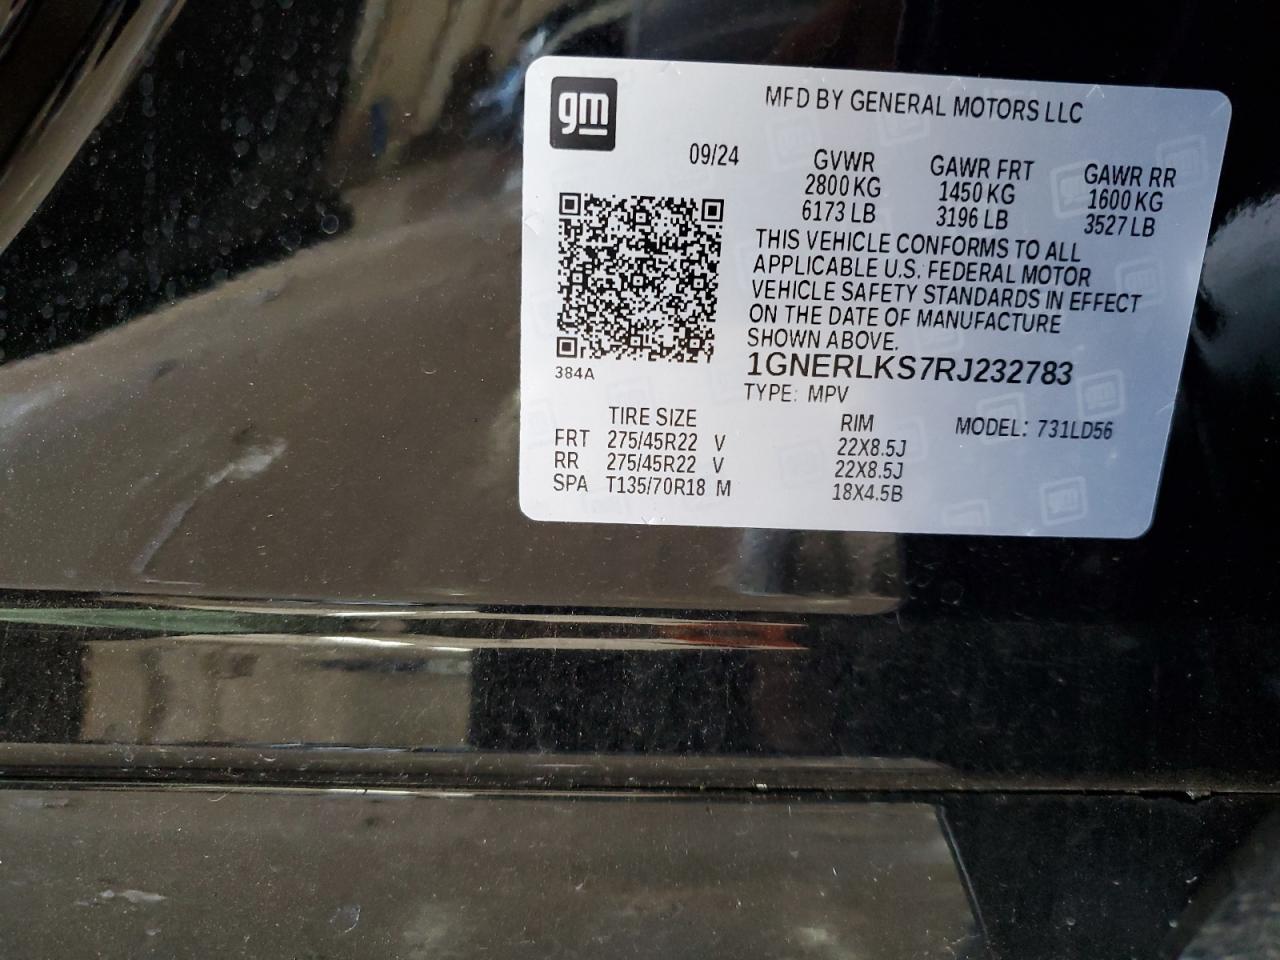 gm
MFD BY GENERAL MOTORS LLC
09/24 GVWR GAWR FRT GAWR RR
2800 KG 1450 KG 1600 KG
6173 LB 3196 LB 3527 LB
THIS VEHICLE CONFORMS TO ALL
APPLICABLE U.S. FEDERAL MOTOR
VEHICLE SAFETY STANDARDS IN EFFECT
ON THE DATE OF MANUFACTURE
SHOWN ABOVE.
1GNERLKS7RJ232783
384A
TYPE: MPV
TIRE SIZE RIM MODEL: 731LD56
FRT 275/45R22 V 22X8.5J
RR 275/45R22 V 22X8.5J
SPA T135/70R18 M 18X4.5B